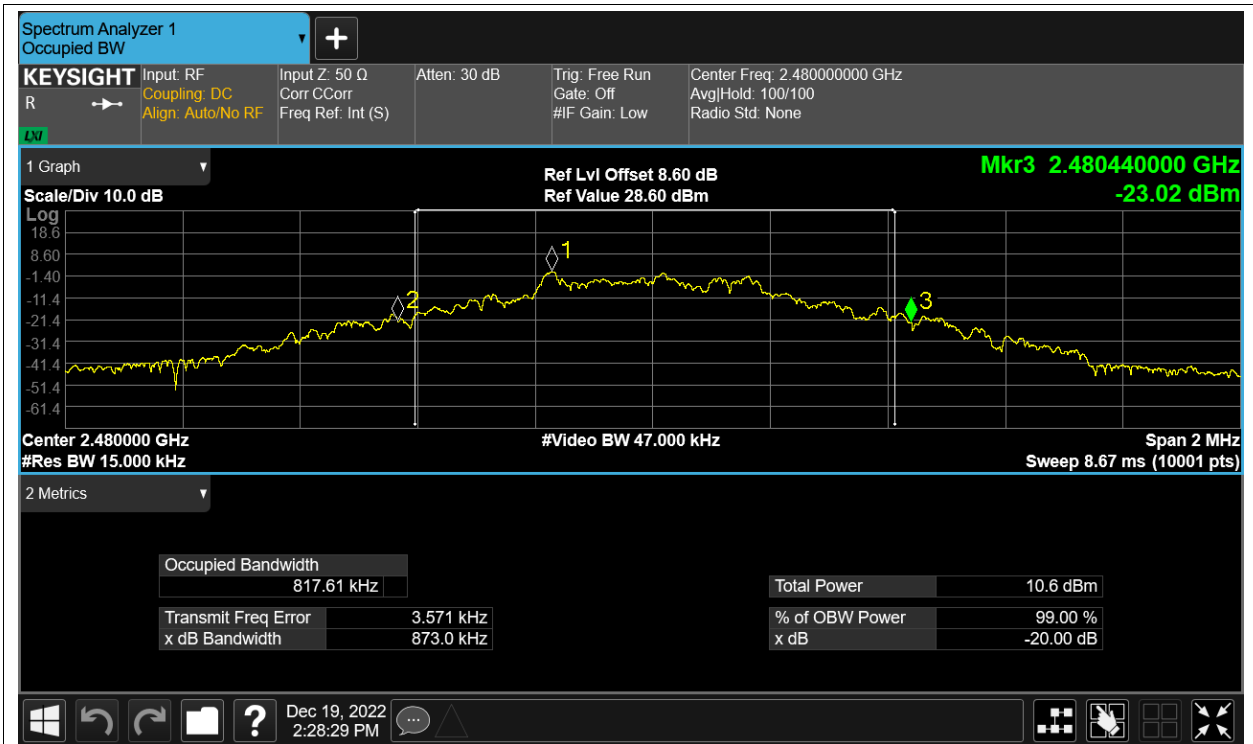 Spectrum Analyzer 1
Occupied BW
KEYSIGHT
R
LXI
Input: RF
Coupling: DC
Align: Auto/No RF
Input Z: 50 Ω
Corr CCorr
Freq Ref: Int (S)
Atten: 30 dB
Trig: Free Run
Gate: Off
#IF Gain: Low
Center Freq: 2.480000000 GHz
Avg|Hold: 100/100
Radio Std: None
1 Graph
Scale/Div 10.0 dB
Ref Lvl Offset 8.60 dB
Ref Value 28.60 dBm
Mkr3 2.480440000 GHz
-23.02 dBm
Log
18.6
8.60
-1.40
-11.4
-21.4
-31.4
-41.4
-51.4
-61.4
1
2
3
Center 2.480000 GHz
#Res BW 15.000 kHz
#Video BW 47.000 kHz
Span 2 MHz
Sweep 8.67 ms (10001 pts)
2 Metrics
Occupied Bandwidth
817.61 kHz
Transmit Freq Error 3.571 kHz
x dB Bandwidth 873.0 kHz
Total Power 10.6 dBm
% of OBW Power 99.00 %
x dB -20.00 dB
Dec 19, 2022
2:28:29 PM